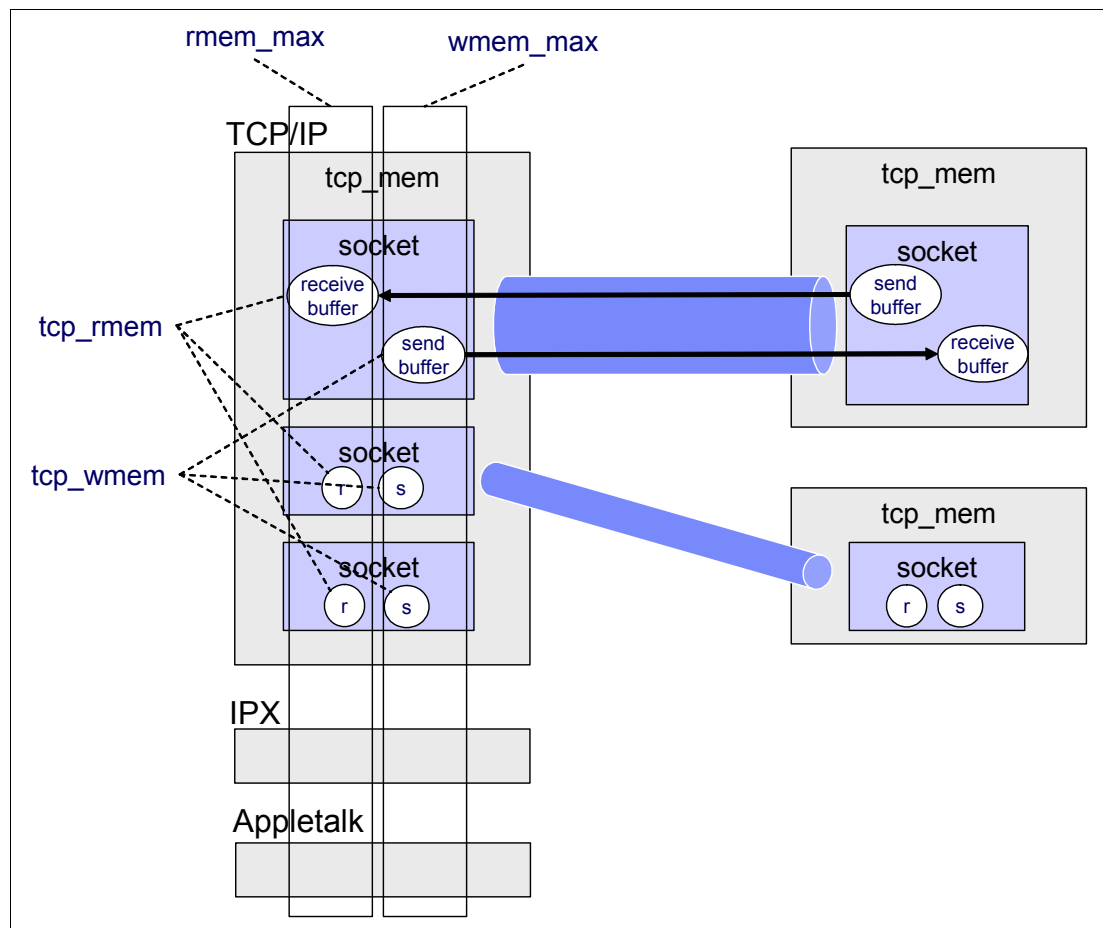 rmem_max
wmem_max
TCP/IP
tcp_mem
socket
receive
buffer
send
buffer
tcp_rmem
tcp_wmem
socket
r
s
socket
r
s
IPX
Appletalk
tcp_mem
socket
send
buffer
receive
buffer
tcp_mem
socket
r
s